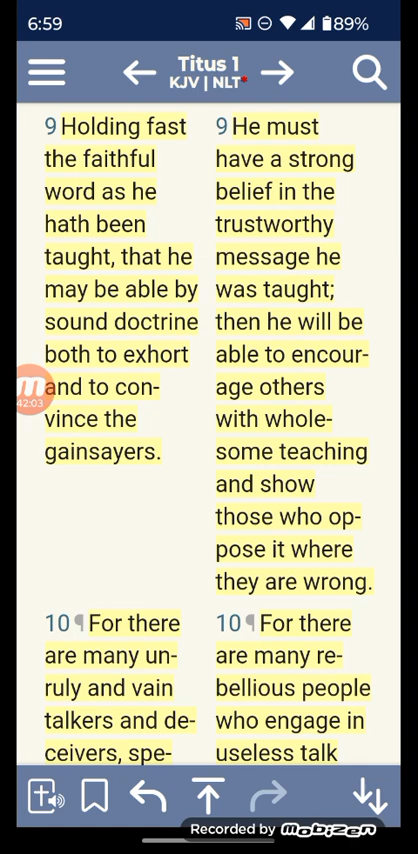 6:59
89%
Titus 1
KJV | NLT*
9 Holding fast
the faithful
word as he
hath been
taught, that he
may be able by
sound doctrine
both to exhort
and to con-
vince the
gainsayers.
9 He must
have a strong
belief in the
trustworthy
message he
was taught;
then he will be
able to encour-
age others
with whole-
some teaching
and show
those who op-
pose it where
they are wrong.
10 ¶ For there
are many un-
ruly and vain
talkers and de-
ceivers, spe-
10 ¶ For there
are many re-
bellious people
who engage in
useless talk
42:03
Recorded by mobizen